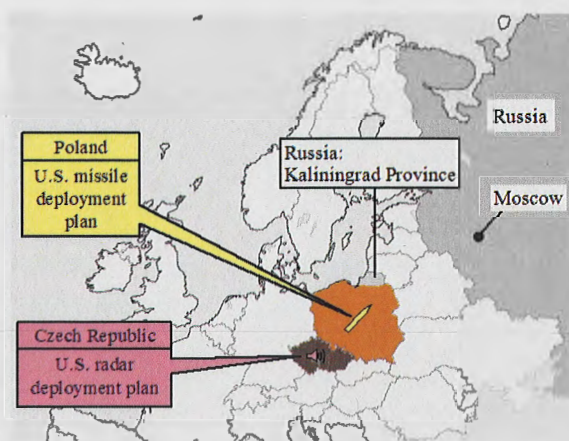 Russia
Poland
U.S. missile
deployment
plan
Russia:
Kaliningrad Province
Moscow
Czech Republic
U.S. radar
deployment plan